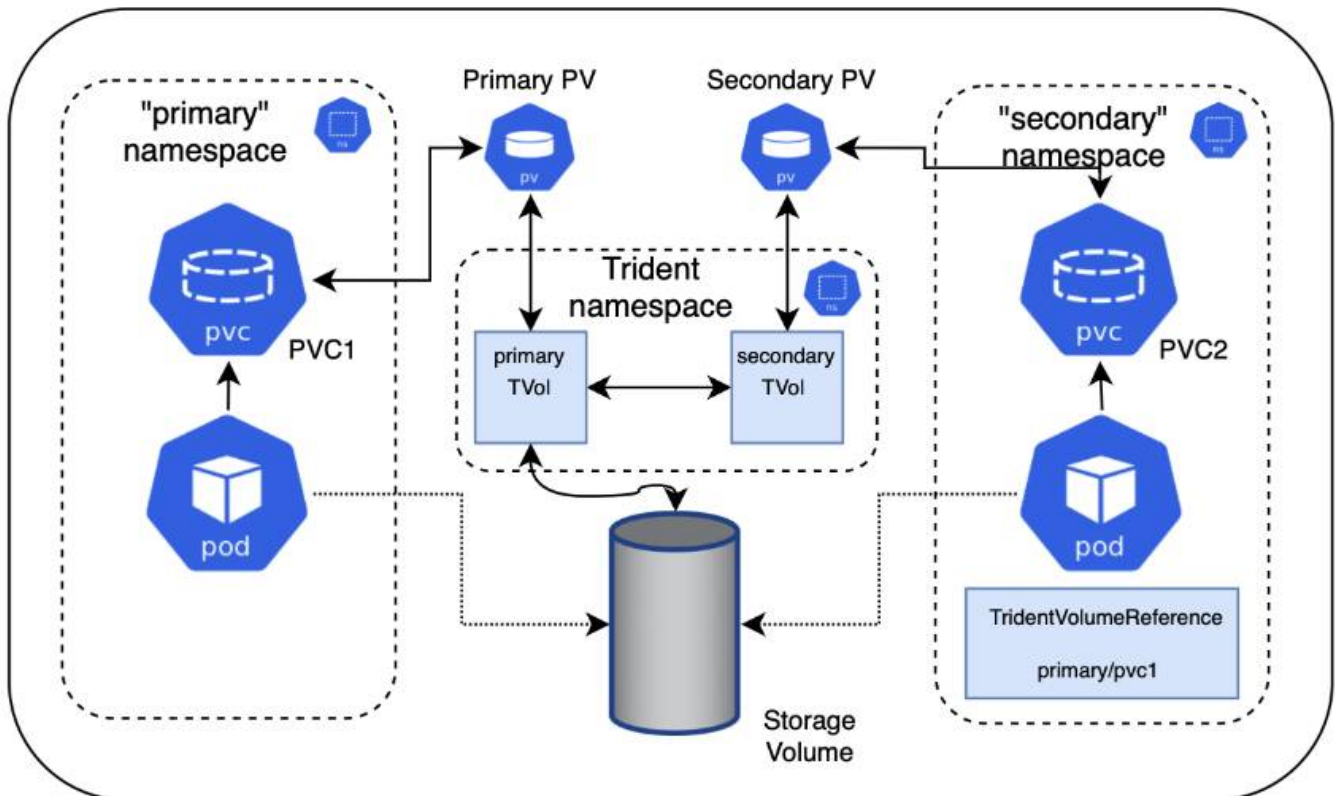 Primary PV
Secondary PV
"primary"
namespace
ns
pv
pv
"secondary"
namespace
ns
Trident
namespace
ns
pvc
PVC1
primary
TVol
secondary
TVol
pvc
PVC2
pod
pod
TridentVolumeReference
primary/pvc1
Storage
Volume